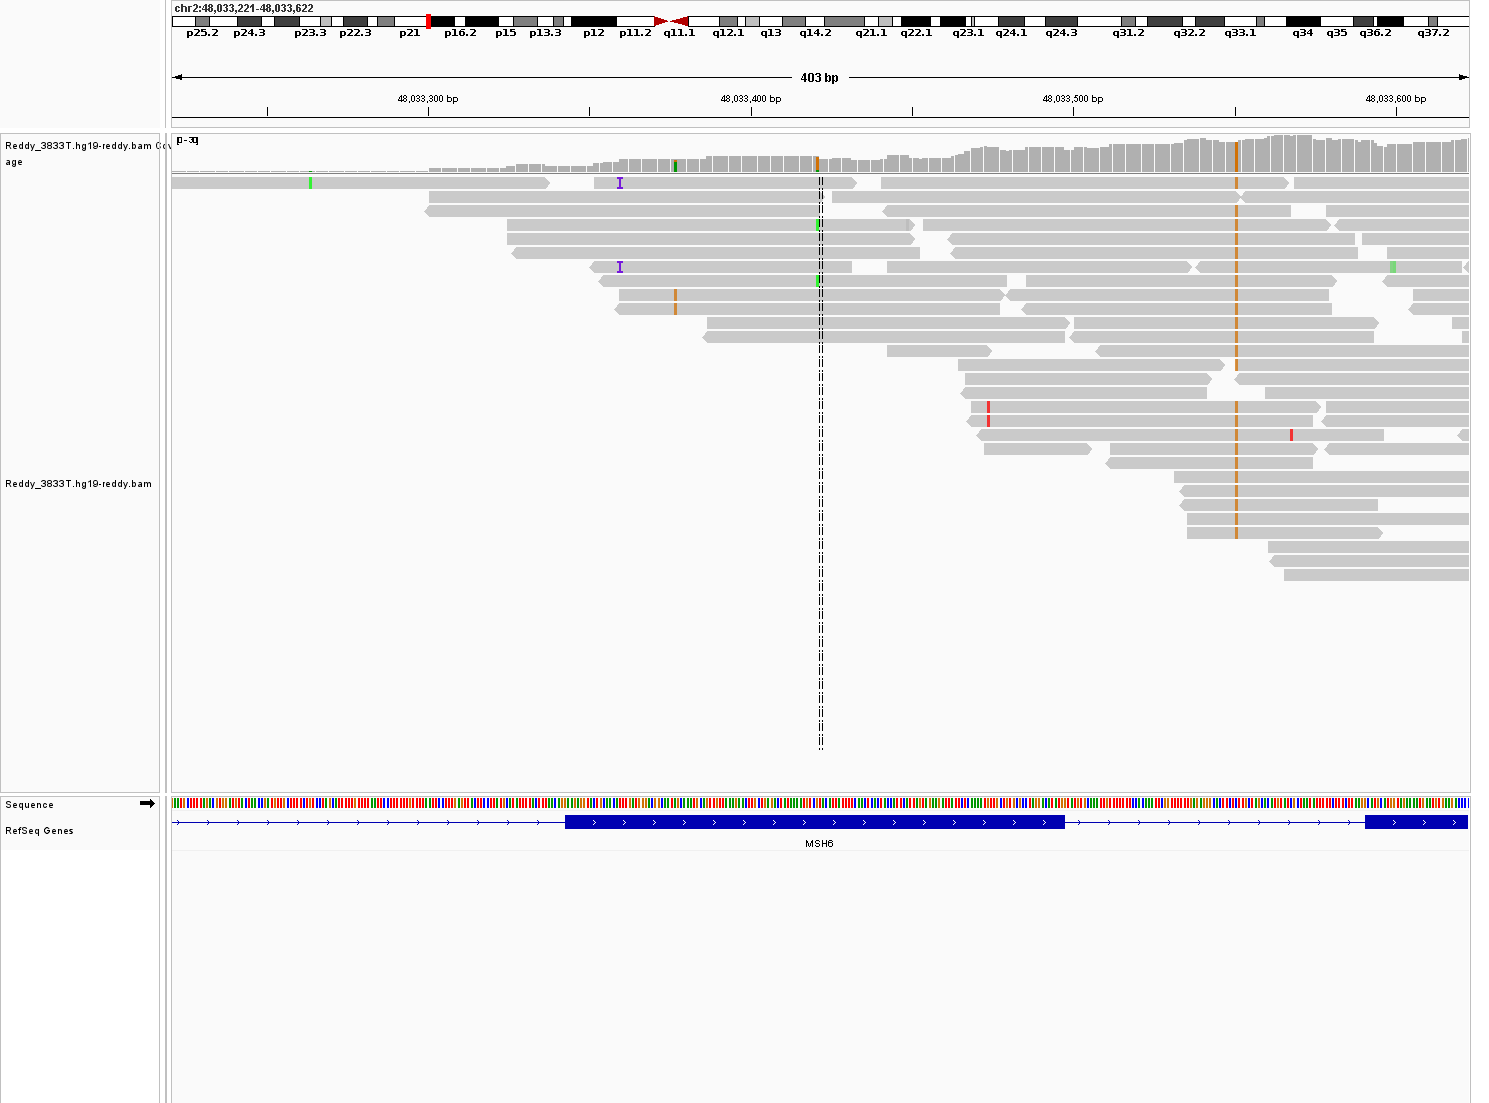 chr2:48,033,221-48,033,622
p25.2 p24.3 p23.3 p22.3 p21 p16.2 p15 p13.3 p12 p11.2 q11.1 q12.1 q13 q14.2 q21.1 q22.1 q23.1 q24.1 q24.3 q31.2 q32.2 q33.1 q34 q35 q36.2 q37.2
403 bp
48,033,300 bp 48,033,400 bp 48,033,500 bp 48,033,600 bp
Reddy_3833T.hg19-reddy.bam
age
Reddy_3833T.hg19-reddy.bam
Sequence
RefSeq Genes
MSH6